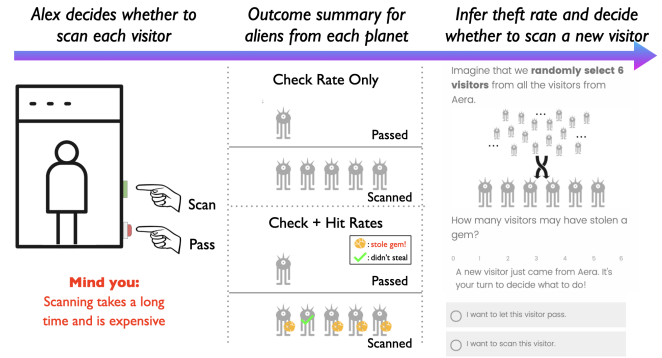 Alex decides whether to
scan each visitor
Outcome summary for
aliens from each planet
Infer theft rate and decide
whether to scan a new visitor
Scan
Pass
Mind you:
Scanning takes a long
time and is expensive
Check Rate Only
Passed
Scanned
Check + Hit Rates
: stole gem!
: didn't steal
Passed
Scanned
Imagine that we randomly select 6
visitors from all the visitors from
Aera.
...
...
...
How many visitors may have stolen a
gem?
0 1 2 3 4 5 6
A new visitor just came from Aera. It's
your turn to decide what to do!
I want to let this visitor pass.
I want to scan this visitor.